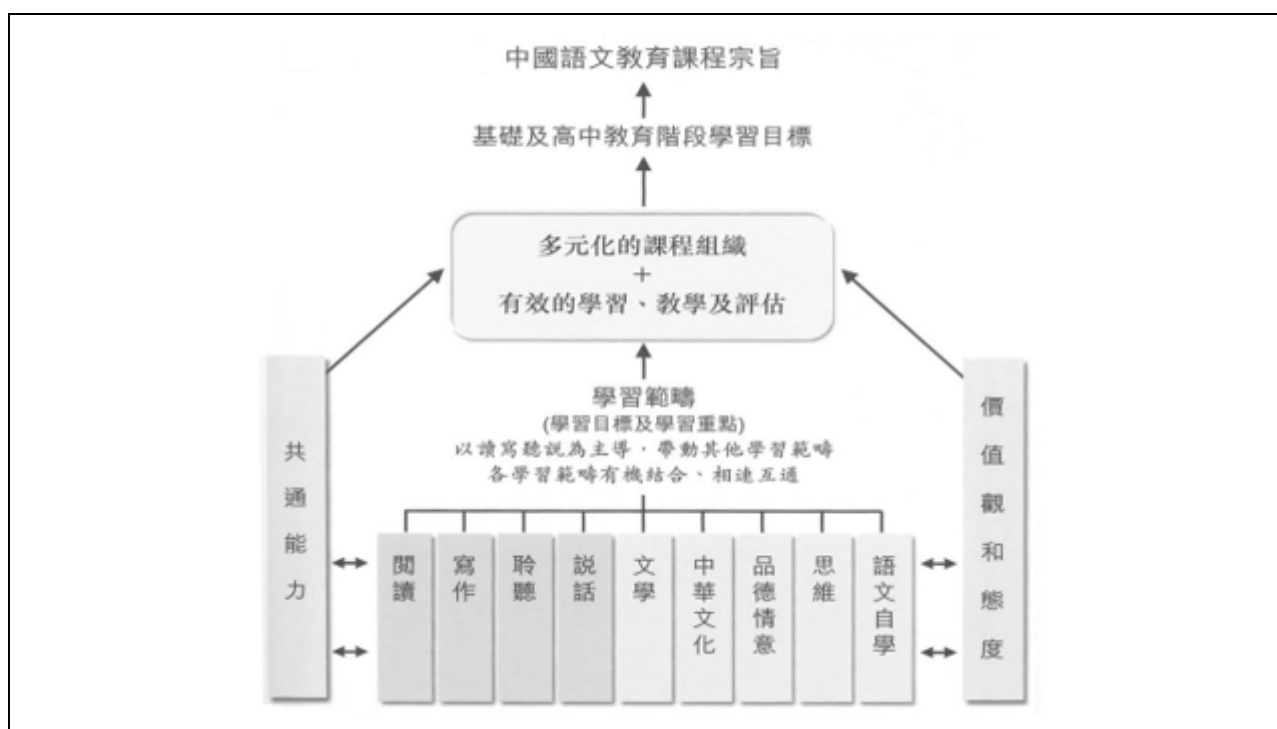 中國語文教育課程宗旨
基礎及高中教育階段學習目標
多元化的課程組織
+
有效的學習、教學及評估
學習範疇
(學習目標及學習重點)
以讀寫聽說為主導，帶動其他學習範疇
各學習範疇有機結合、相連互通
共通能力
閱讀
寫作
聆聽
説話
文學
中華文化
品德情意
思維
語文自學
價值觀和態度